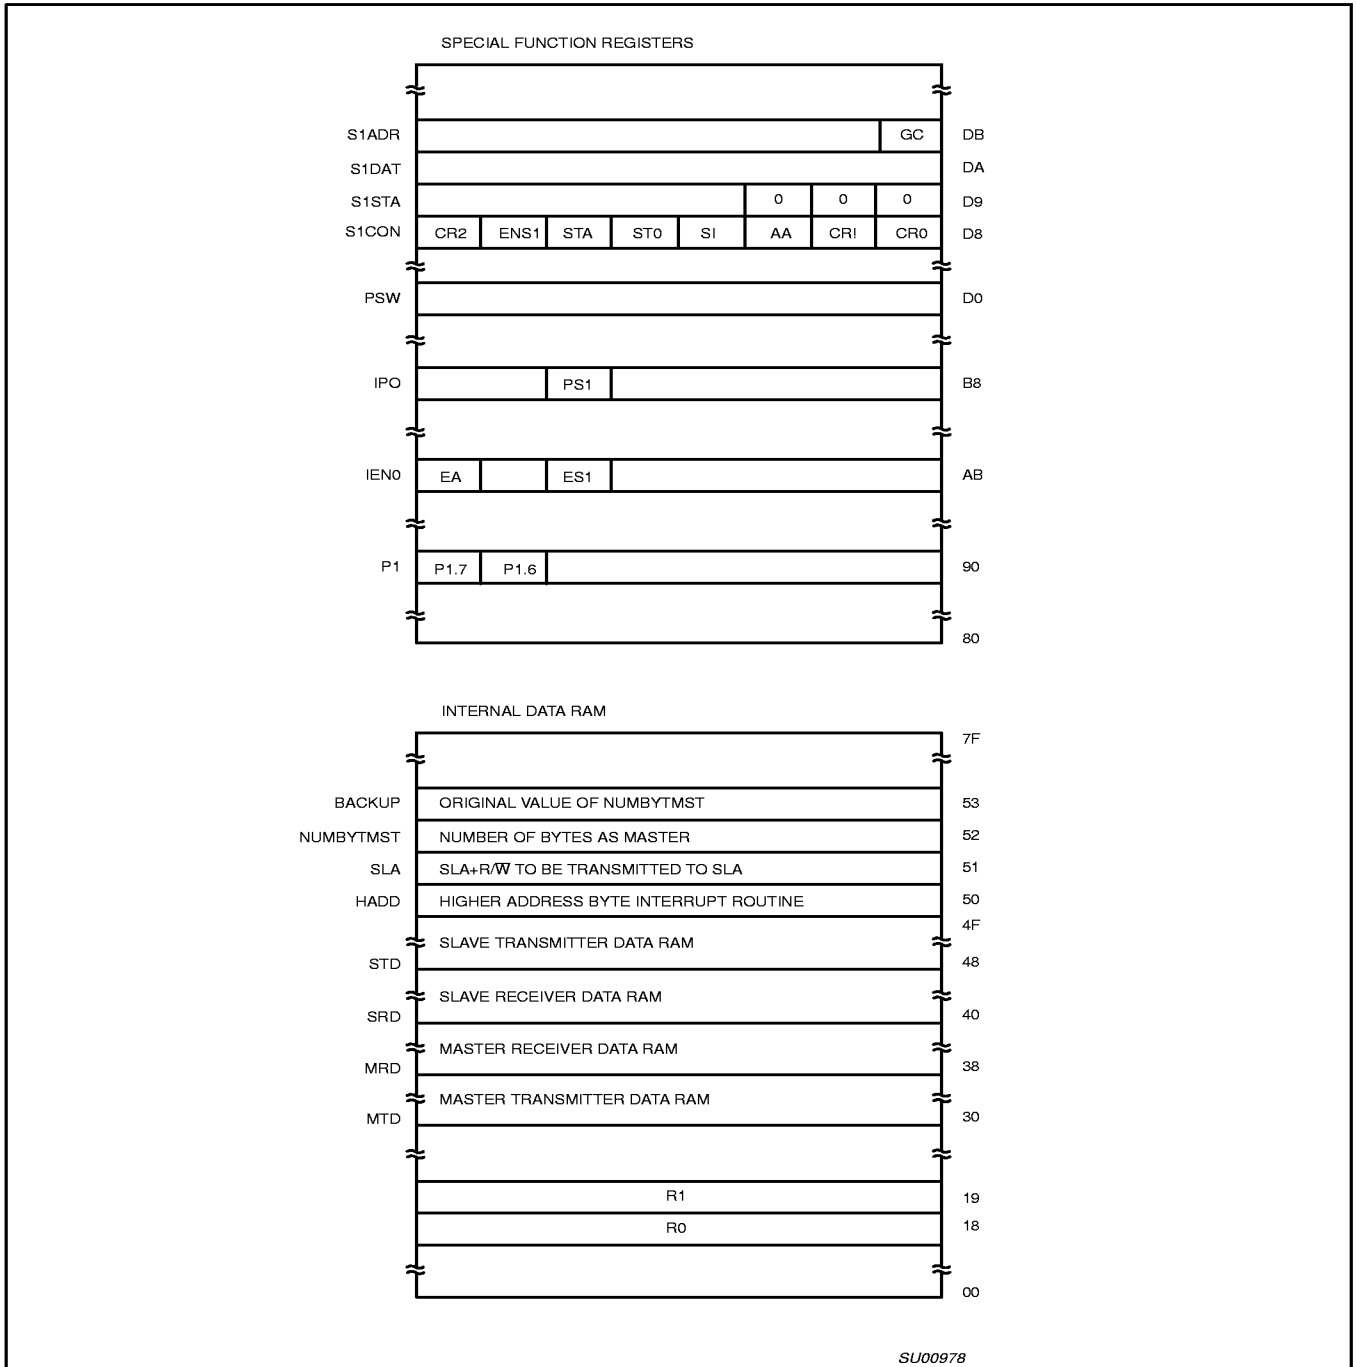 SPECIAL FUNCTION REGISTERS
S1ADR GC DB
S1DAT DA
S1STA 0 0 0 D9
S1CON CR2 ENS1 STA ST0 SI AA CR! CR0 D8
PSW D0
IPO PS1 B8
IEN0 EA ES1 AB
P1 P1.7 P1.6 90
80
INTERNAL DATA RAM
7F
BACKUP ORIGINAL VALUE OF NUMBYTMST 53
NUMBYTMST NUMBER OF BYTES AS MASTER 52
SLA SLA+R/W̅ TO BE TRANSMITTED TO SLA 51
HADD HIGHER ADDRESS BYTE INTERRUPT ROUTINE 50
4F
SLAVE TRANSMITTER DATA RAM
STD 48
SLAVE RECEIVER DATA RAM
SRD 40
MASTER RECEIVER DATA RAM
MRD 38
MASTER TRANSMITTER DATA RAM
MTD 30
R1 19
R0 18
00
SU00978